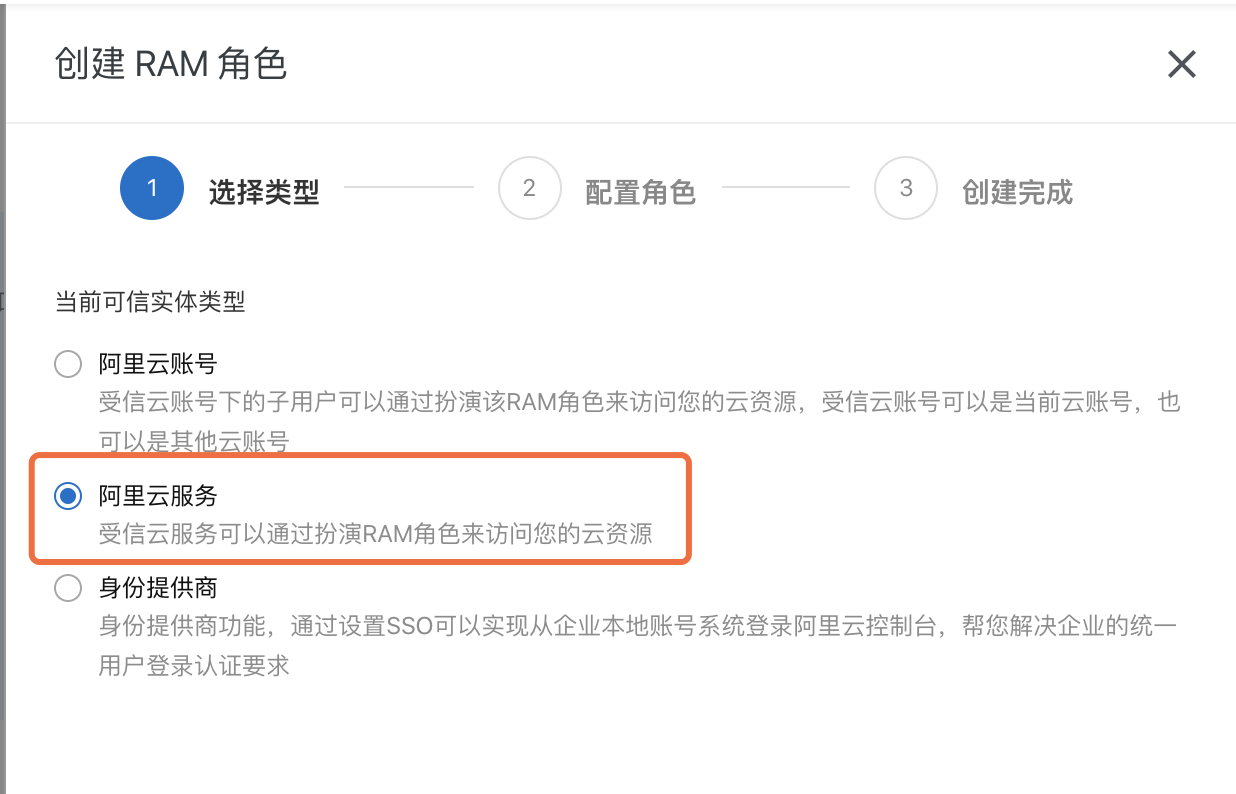 创建 RAM 角色
1 选择类型 2 配置角色 3 创建完成
当前可信实体类型
阿里云账号
受信云账号下的子用户可以通过扮演该RAM角色来访问您的云资源，受信云账号可以是当前云账号，也
可以是其他云账号
阿里云服务
受信云服务可以通过扮演RAM角色来访问您的云资源
身份提供商
身份提供商功能，通过设置SSO可以实现从企业本地账号系统登录阿里云控制台，帮您解决企业的统一
用户登录认证要求